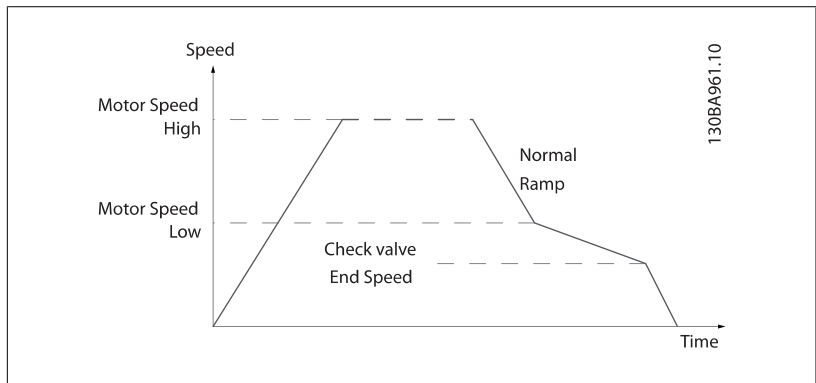 Speed
130BA961.10
Motor Speed
High
Normal
Ramp
Motor Speed
Low
Check valve
End Speed
Time